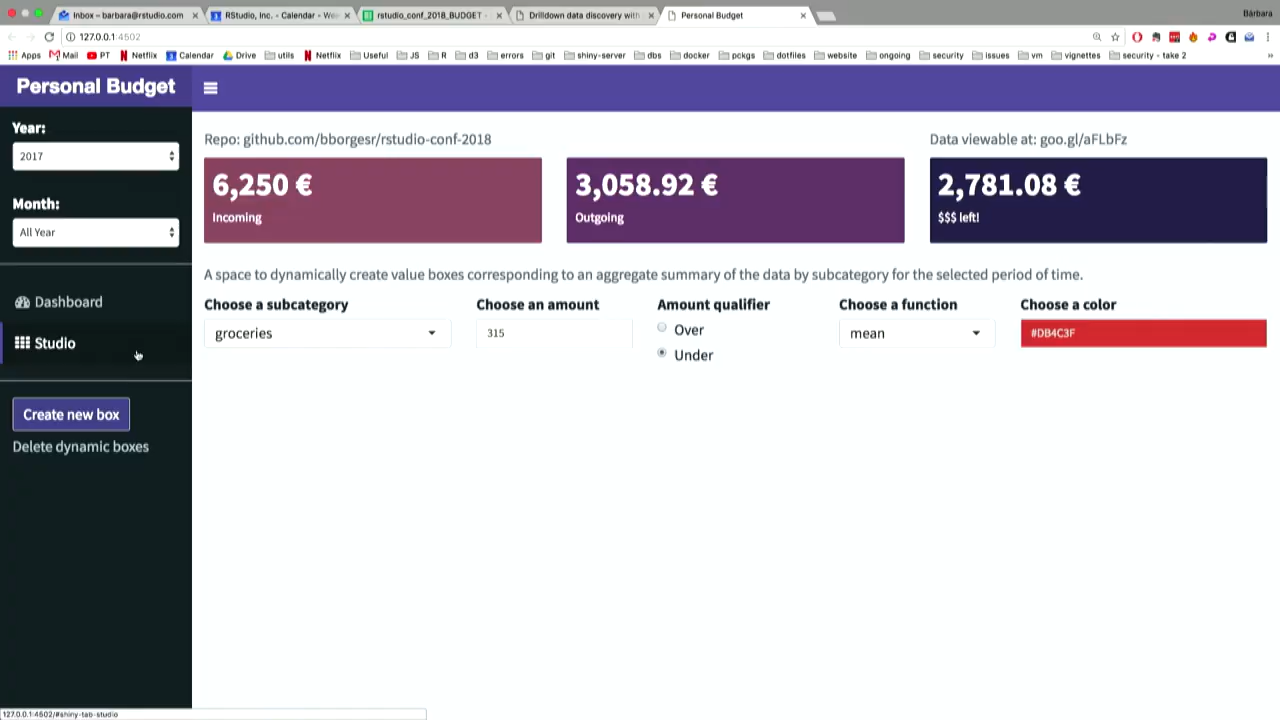 Inbox - barbara@rstudio.com
RStudio, Inc. - Calendar - We
rstudio_conf_2018_BUDGET -
Drilldown data discovery with
Personal Budget
Bárbara
127.0.0.1:4502
Apps
Mail
PT
Netflix
Calendar
Drive
utils
Netflix
Useful
JS
R
d3
errors
git
shiny-server
dbs
docker
pckgs
dotfiles
website
ongoing
security
issues
vm
vignettes
security - take 2
»
Personal Budget
Year:
2017
Month:
All Year
Dashboard
Studio
Create new box
Delete dynamic boxes
Repo: github.com/bborgesr/rstudio-conf-2018
Data viewable at: goo.gl/aFLbFz
6,250 €
Incoming
3,058.92 €
Outgoing
2,781.08 €
$$$ left!
A space to dynamically create value boxes corresponding to an aggregate summary of the data by subcategory for the selected period of time.
Choose a subcategory
groceries
Choose an amount
315
Amount qualifier
Over
Under
Choose a function
mean
Choose a color
#DB4C3F
127.0.0.1:4502/#shiny-tab-studio